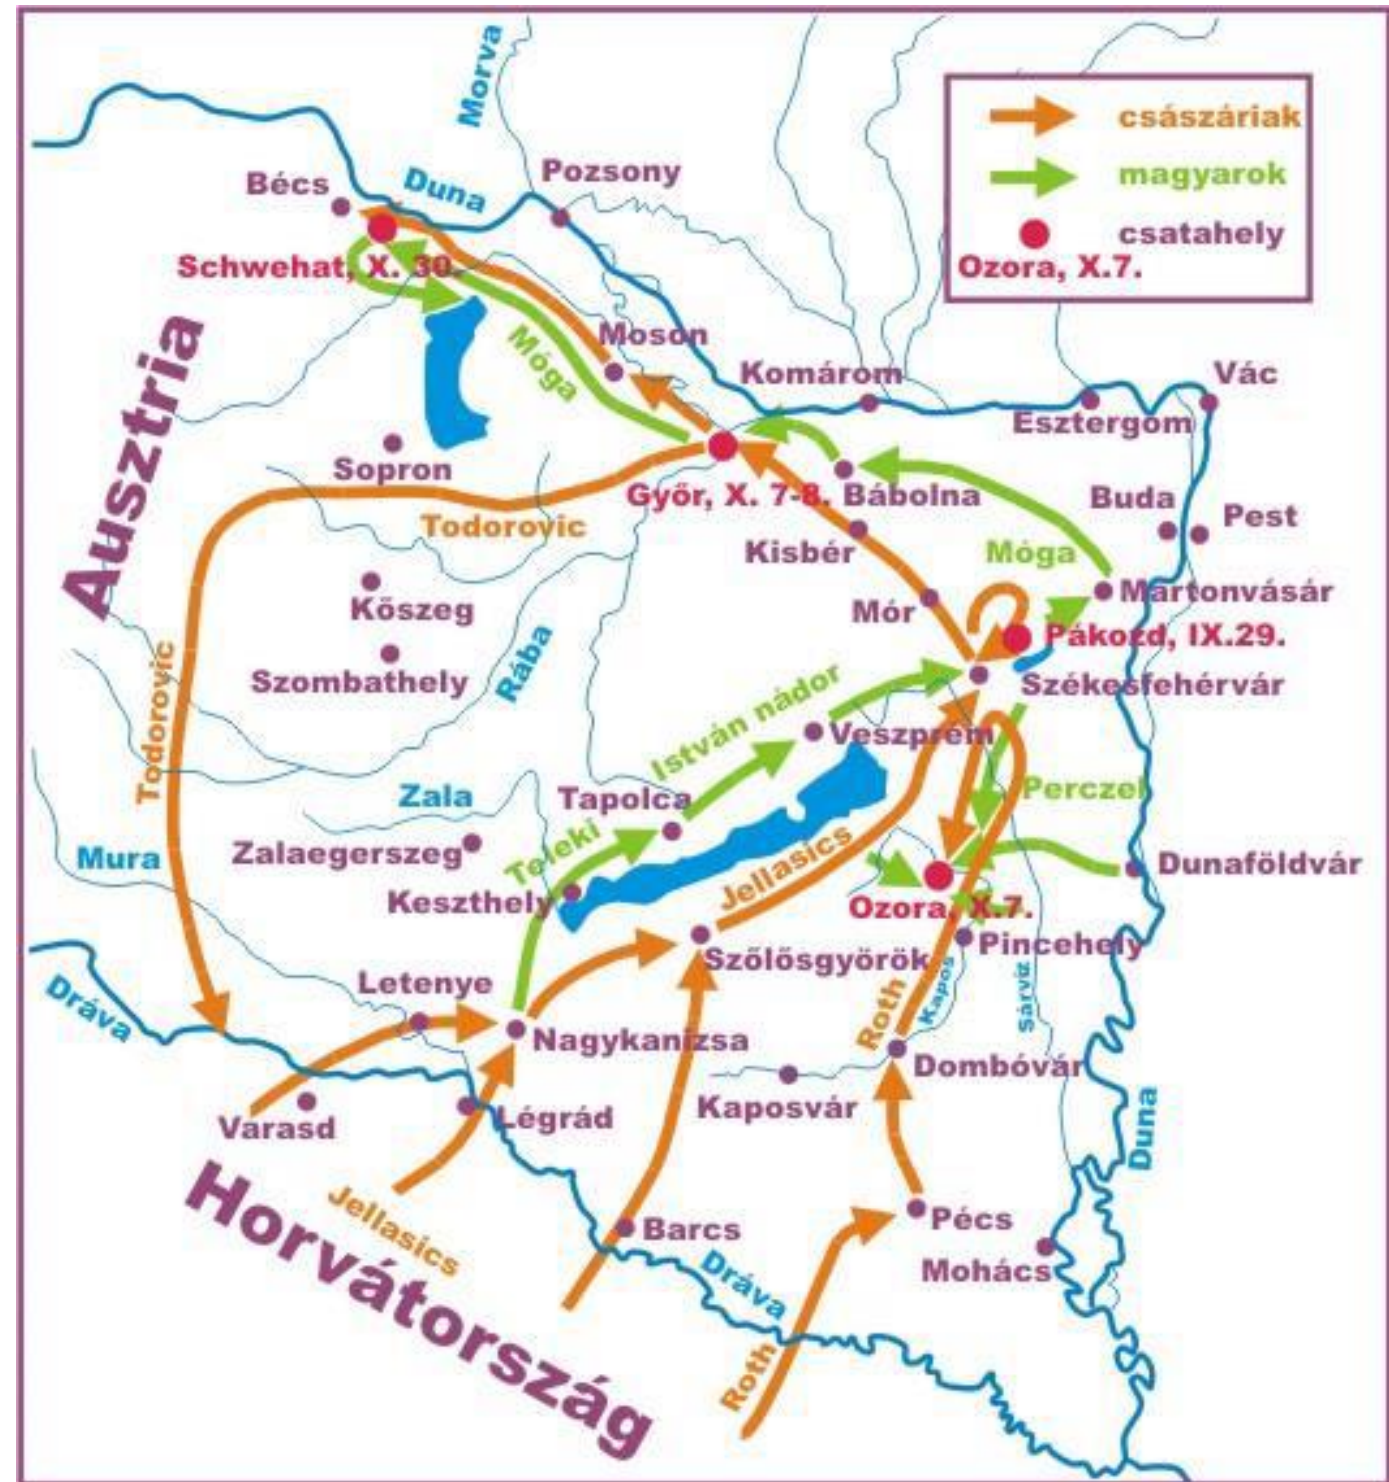 Morva
császáriak
magyarok
csatahely
Ozora, X.7.
Bécs
Duna
Pozsony
Schwehat, X. 30.
Móga
Moson
Komárom
Vác
Esztergom
Ausztria
Sopron
Győr, X. 7-8.
Bábolna
Buda
Pest
Todorovic
Kisbér
Móga
Kőszeg
Mór
Martonvásár
Pákozd, IX.29.
Szombathely
Rába
Székesfehérvár
Todorovic
István nádor
Veszprém
Perczel
Zala
Tapolca
Mura
Zalaegerszeg
Teleki
Jellasics
Dunaföldvár
Keszthely
Ozora, X.7.
Szőlősgyörök
Pincehely
Dráva
Letenye
Kapos
Sárvíz
Roth
Nagykanizsa
Dombóvár
Varasd
Légrád
Kaposvár
Duna
Horvátország
Jellasics
Barcs
Pécs
Mohács
Dráva
Roth